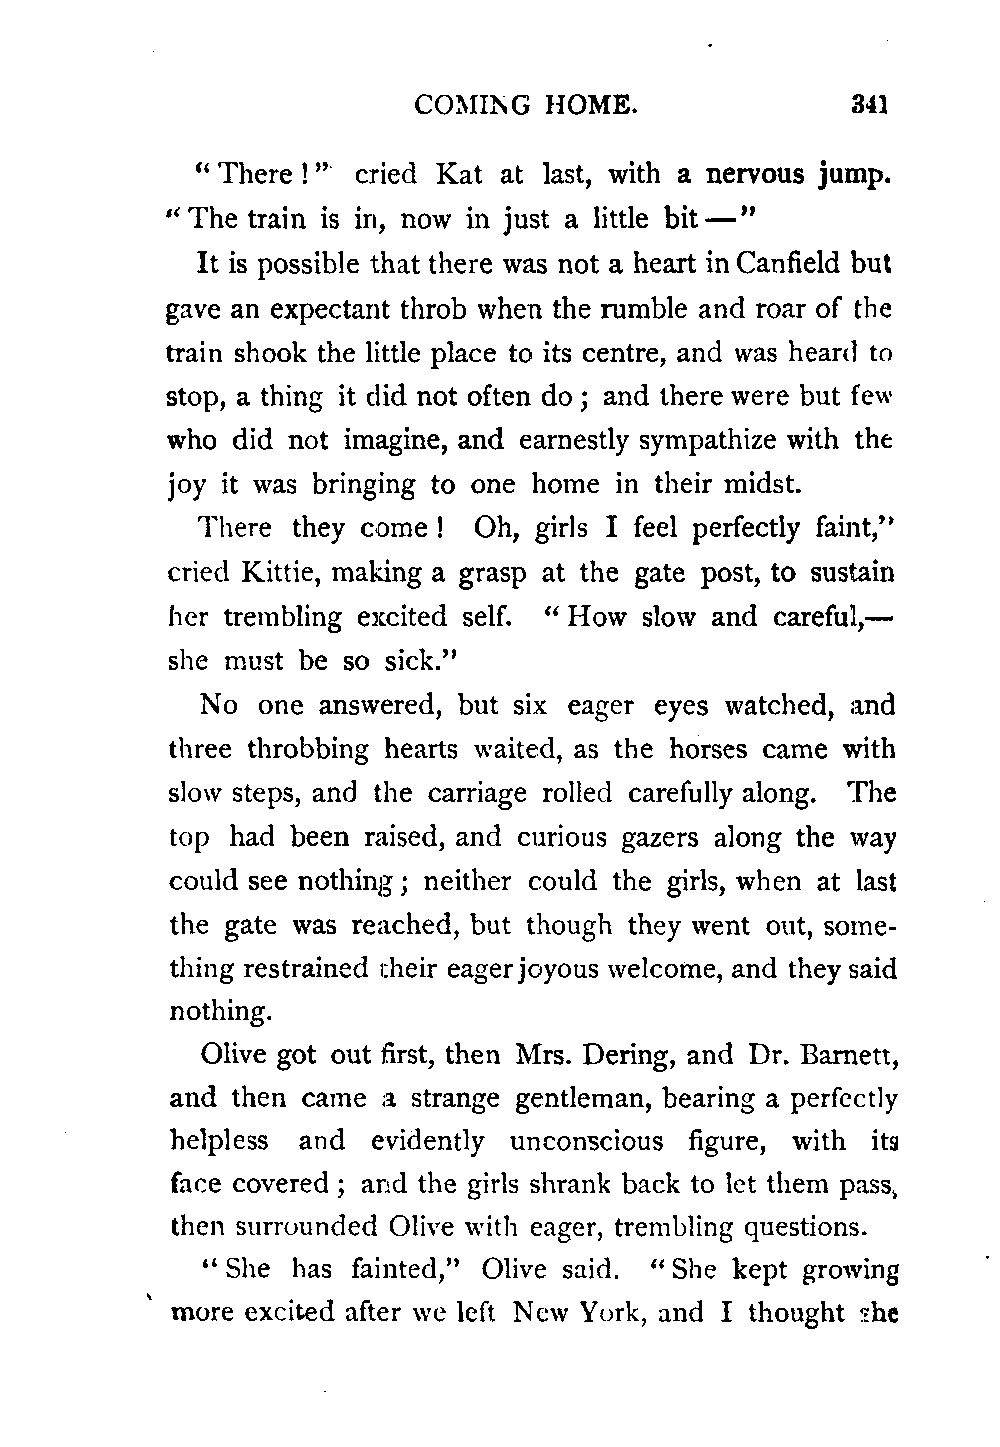 COMING HOME. 341
“ There ! ” cried Kat at last, with a nervous jump.
“ The train is in, now in just a little bit — ”
It is possible that there was not a heart in Canfield but
gave an expectant throb when the rumble and roar of the
train shook the little place to its centre, and was heard to
stop, a thing it did not often do ; and there were but few
who did not imagine, and earnestly sympathize with the
joy it was bringing to one home in their midst.
There they come ! Oh, girls I feel perfectly faint,”
cried Kittie, making a grasp at the gate post, to sustain
her trembling excited self. “ How slow and careful,—
she must be so sick.”
No one answered, but six eager eyes watched, and
three throbbing hearts waited, as the horses came with
slow steps, and the carriage rolled carefully along. The
top had been raised, and curious gazers along the way
could see nothing ; neither could the girls, when at last
the gate was reached, but though they went out, some-
thing restrained their eager joyous welcome, and they said
nothing.
Olive got out first, then Mrs. Dering, and Dr. Barnett,
and then came a strange gentleman, bearing a perfectly
helpless and evidently unconscious figure, with its
face covered ; and the girls shrank back to let them pass,
then surrounded Olive with eager, trembling questions.
“ She has fainted,” Olive said. “ She kept growing
more excited after we left New York, and I thought she